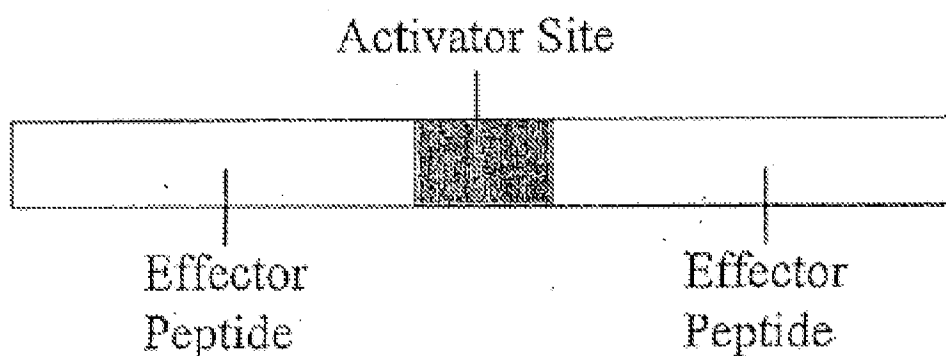 Activator Site
Effector
Peptide
Effector
Peptide